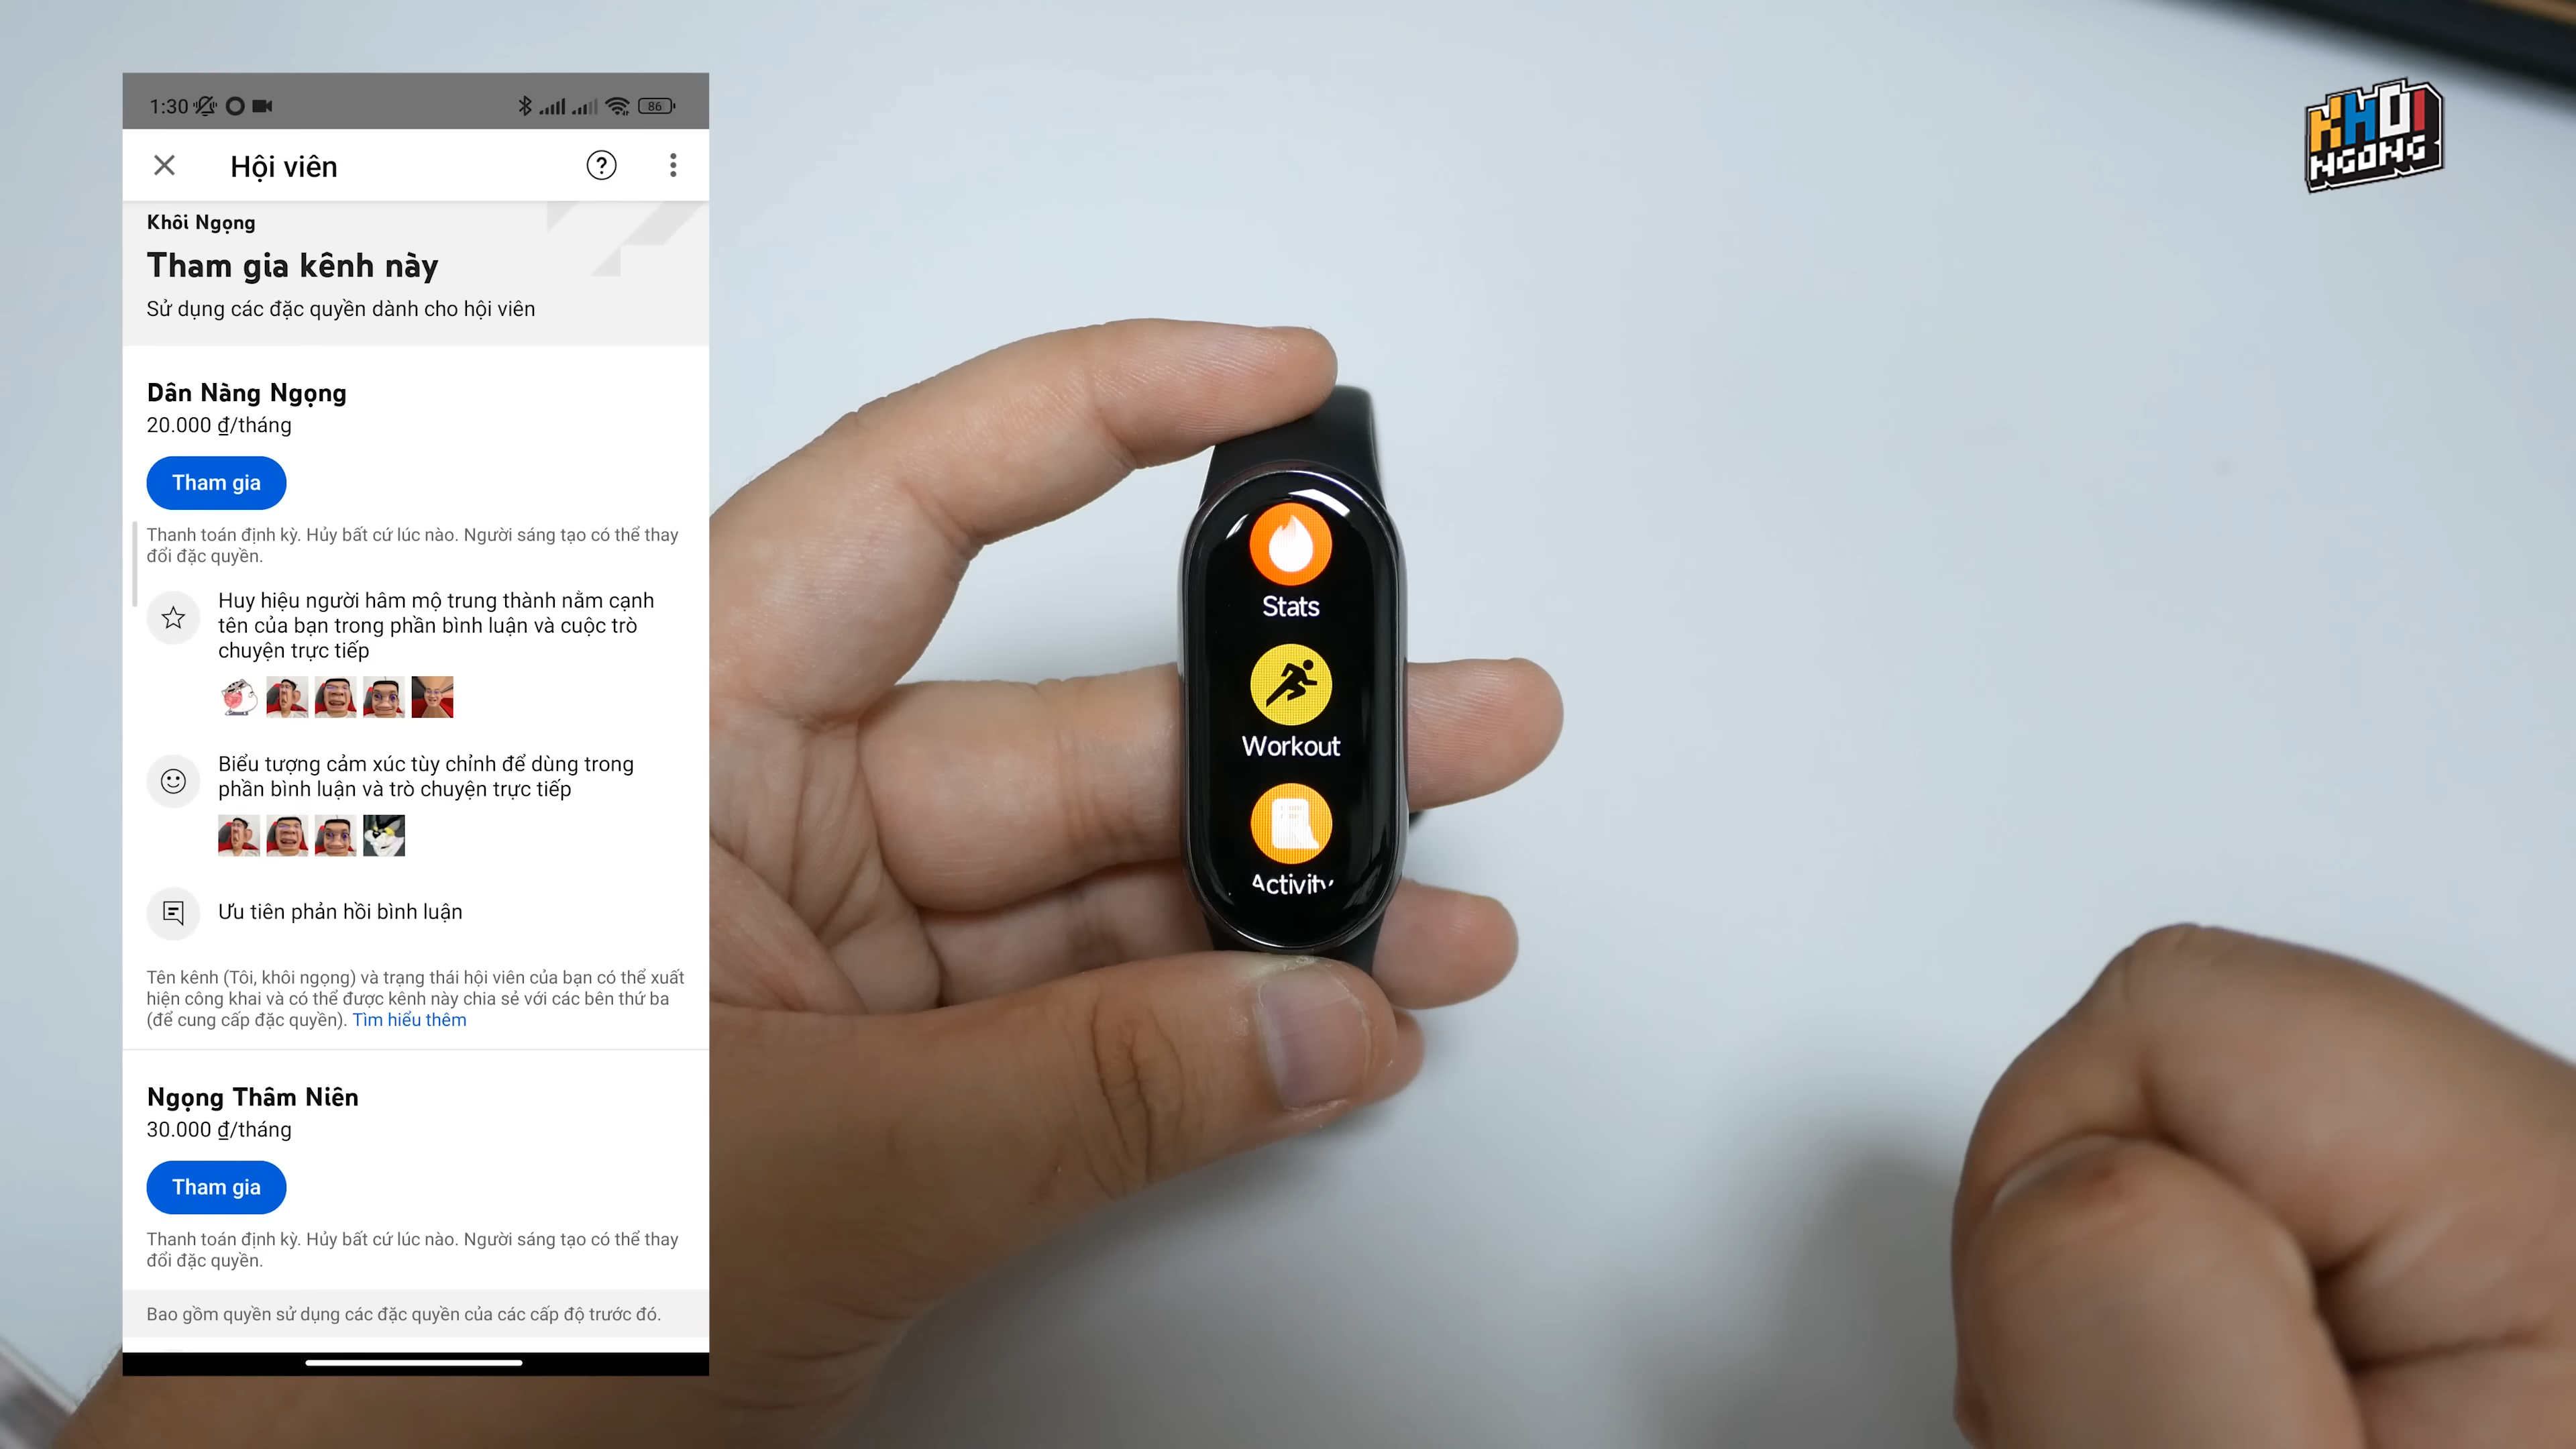 1:30
86
Hội viên
Khôi Ngọng
Tham gia kênh này
Sử dụng các đặc quyền dành cho hội viên
Dân Nàng Ngọng
20.000 ₫/tháng
Tham gia
Thanh toán định kỳ. Hủy bất cứ lúc nào. Người sáng tạo có thể thay
đổi đặc quyền.
Huy hiệu người hâm mộ trung thành nằm cạnh
tên của bạn trong phần bình luận và cuộc trò
chuyện trực tiếp
Biểu tượng cảm xúc tùy chỉnh để dùng trong
phần bình luận và trò chuyện trực tiếp
Ưu tiên phản hồi bình luận
Tên kênh (Tôi, khôi ngọng) và trạng thái hội viên của bạn có thể xuất
hiện công khai và có thể được kênh này chia sẻ với các bên thứ ba
(để cung cấp đặc quyền). Tìm hiểu thêm
Ngọng Thâm Niên
30.000 ₫/tháng
Tham gia
Thanh toán định kỳ. Hủy bất cứ lúc nào. Người sáng tạo có thể thay
đổi đặc quyền.
Bao gồm quyền sử dụng các đặc quyền của các cấp độ trước đó.
Stats
Workout
Activity
KHOI
NGONG